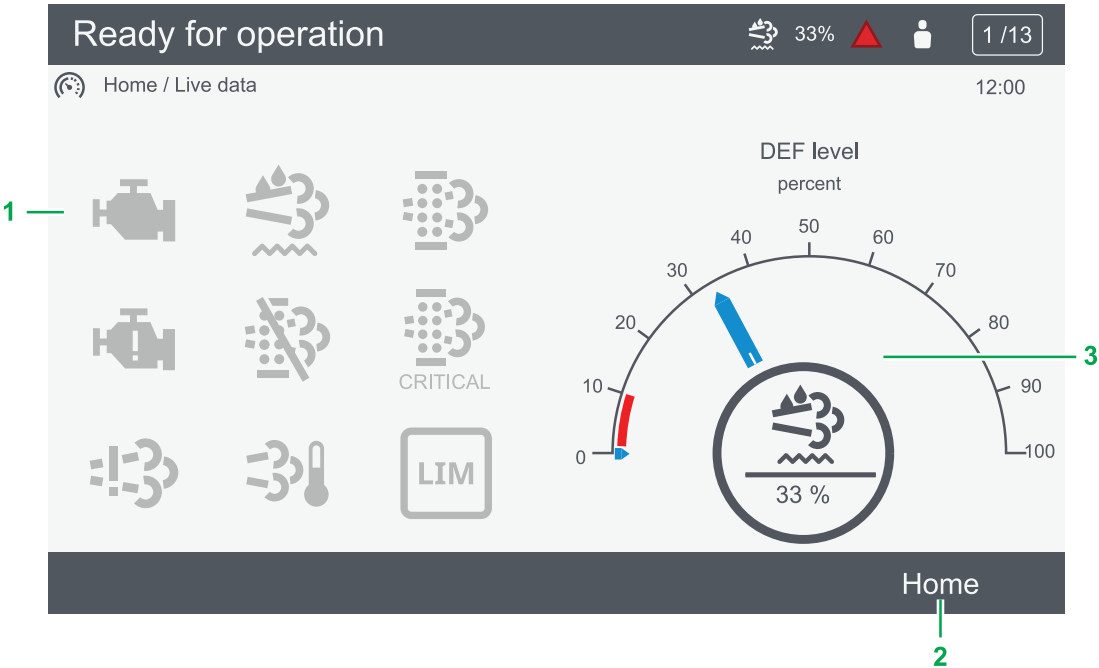 Ready for operation
33%
1 /13
Home / Live data
12:00
DEF level
percent
0
10
20
30
40
50
60
70
80
90
100
33 %
CRITICAL
LIM
Home
1
2
3